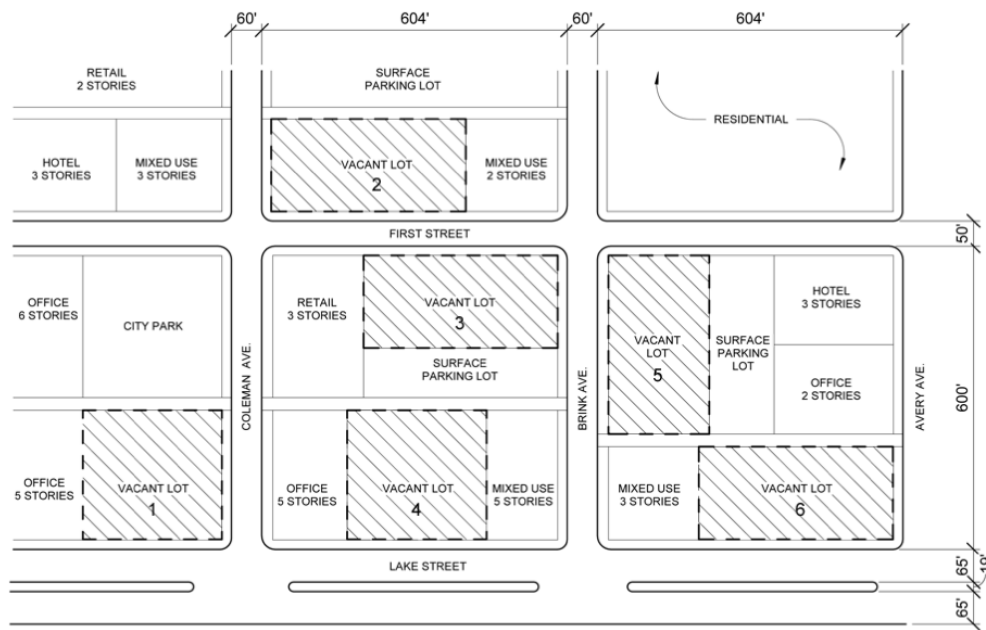 60'
604'
60'
604'
RETAIL
2 STORIES
SURFACE
PARKING LOT
RESIDENTIAL
HOTEL
3 STORIES
MIXED USE
3 STORIES
VACANT LOT
2
MIXED USE
2 STORIES
FIRST STREET
50'
OFFICE
6 STORIES
CITY PARK
COLEMAN AVE.
RETAIL
3 STORIES
VACANT LOT
3
SURFACE
PARKING LOT
BRINK AVE.
VACANT
LOT
5
SURFACE
PARKING
LOT
HOTEL
3 STORIES
OFFICE
2 STORIES
AVERY AVE.
600'
OFFICE
5 STORIES
VACANT LOT
1
OFFICE
5 STORIES
VACANT LOT
4
MIXED USE
5 STORIES
MIXED USE
3 STORIES
VACANT LOT
6
LAKE STREET
65'
19'
65'